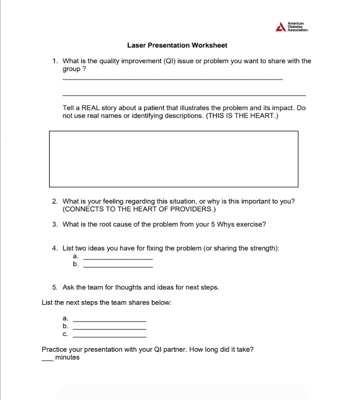 American
Diabetes
Association.
Laser Presentation Worksheet
1. What is the quality improvement (QI) issue or problem you want to share with the
group ?
Tell a REAL story about a patient that illustrates the problem and its impact. Do
not use real names or identifying descriptions. (THIS IS THE HEART.)
2. What is your feeling regarding this situation, or why is this important to you?
(CONNECTS TO THE HEART OF PROVIDERS.)
3. What is the root cause of the problem from your 5 Whys exercise?
4. List two ideas you have for fixing the problem (or sharing the strength):
a.
b.
5. Ask the team for thoughts and ideas for next steps.
List the next steps the team shares below:
a.
b.
c.
Practice your presentation with your QI partner. How long did it take?
___ minutes